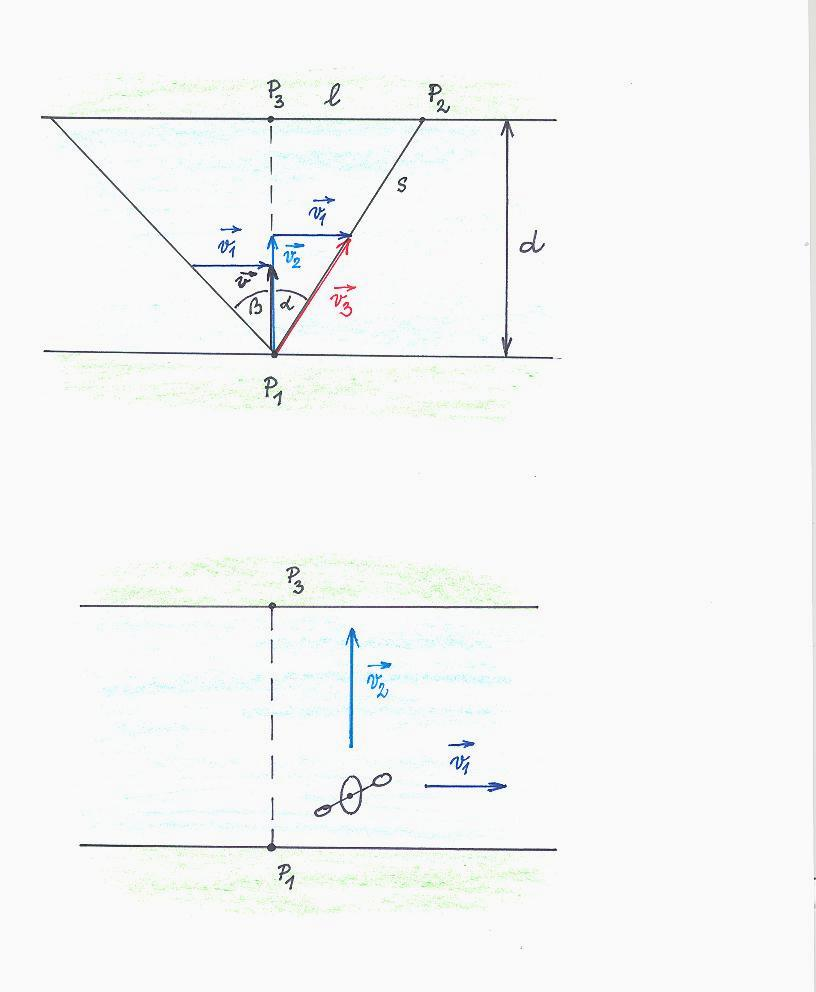 P₃ l P₂
s
v₁⃗
v₁⃗ v₂⃗ d
v⃗
β α v₃⃗
P₁
P₃
v₂⃗
v₁⃗
P₁